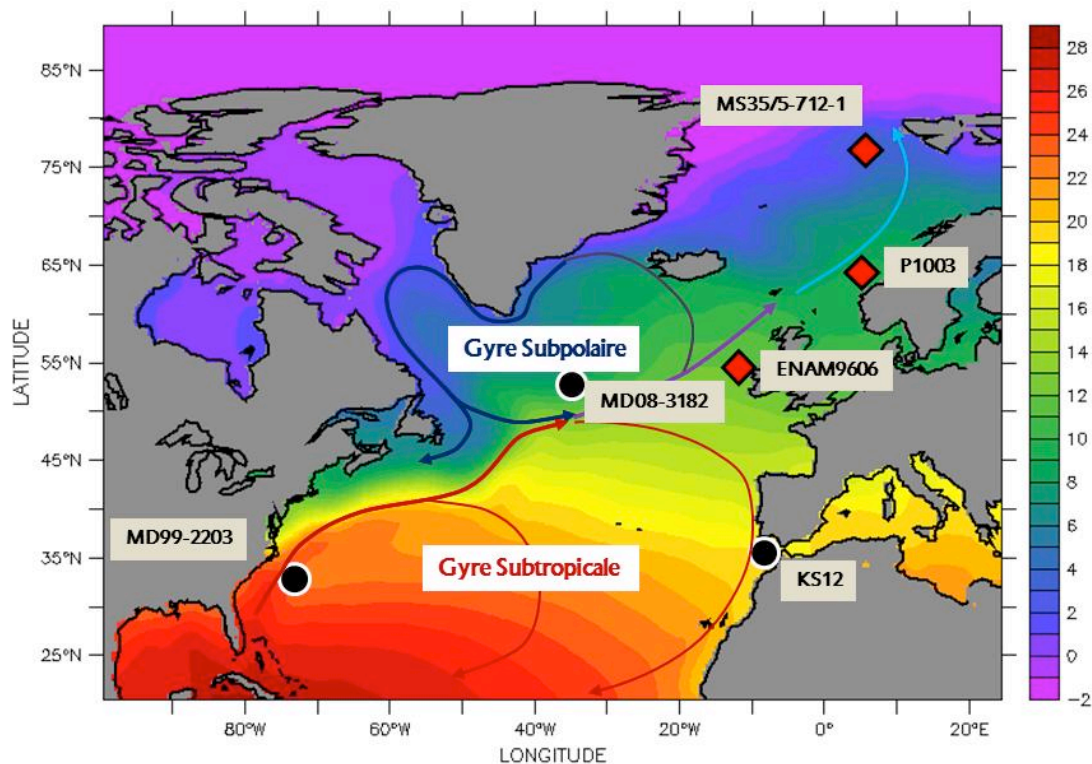 85°N
75°N
65°N
55°N
45°N
35°N
25°N
LATITUDE
80°W
60°W
40°W
20°W
0°
20°E
LONGITUDE
MS35/5-712-1
P1003
ENAM9606
Gyre Subpolaire
MD08-3182
MD99-2203
Gyre Subtropicale
KS12
28
26
24
22
20
18
16
14
12
10
8
6
4
2
0
-2